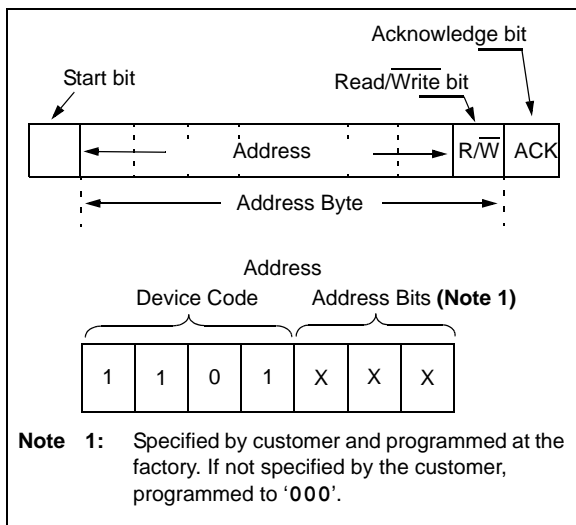 Acknowledge bit
Start bit
Read/Write bit
Address
R/W
ACK
Address Byte
Address
Device Code
Address Bits (Note 1)
1 1 0 1 X X X
Note 1: Specified by customer and programmed at the
factory. If not specified by the customer,
programmed to ‘000’.